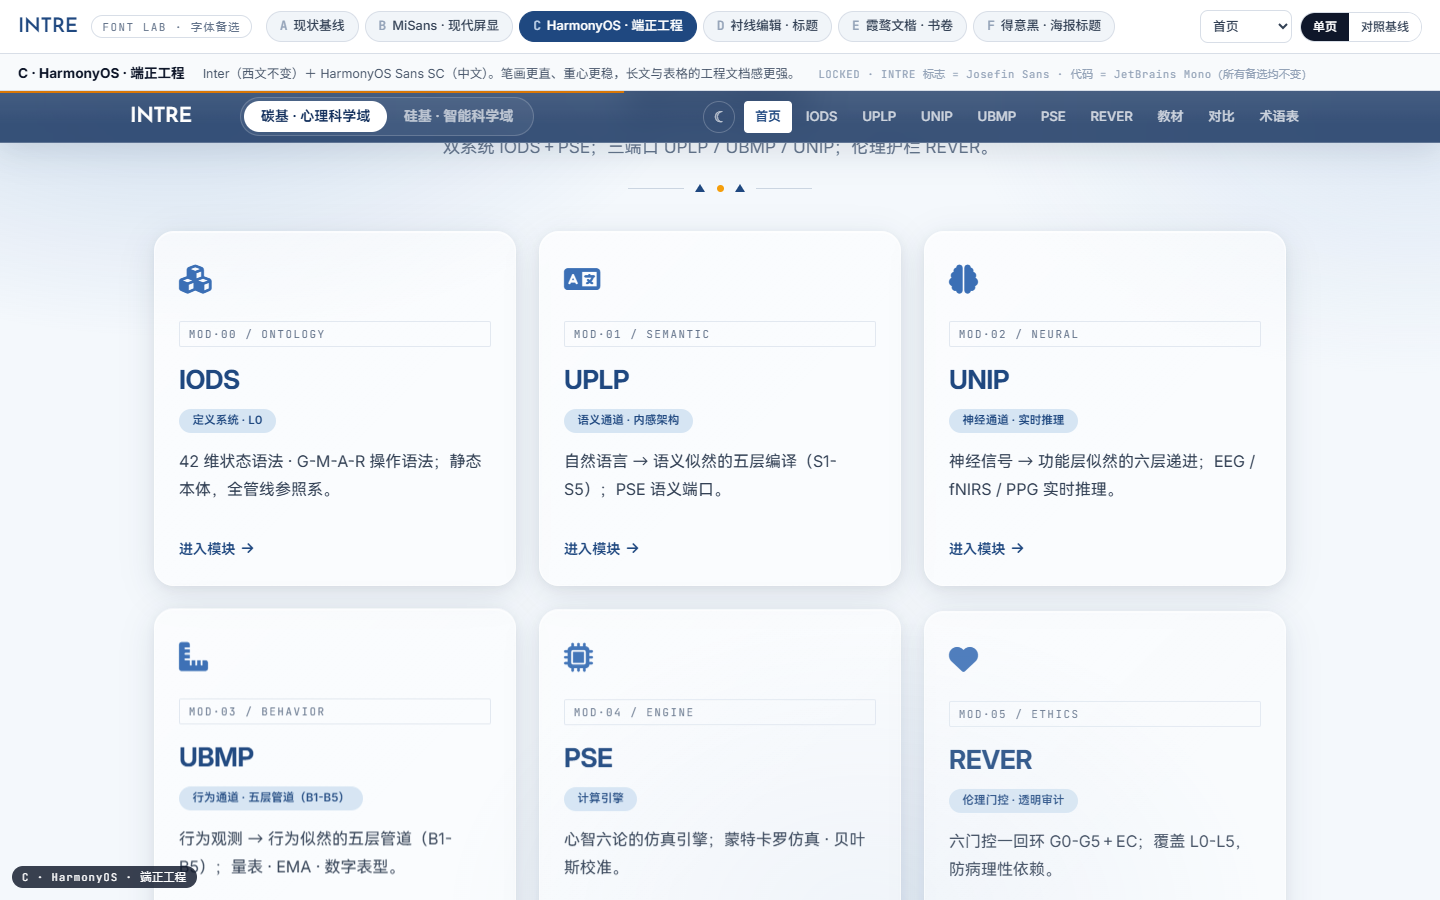 INTRE FONT LAB · 字体备选 A 现状基线 B MiSans · 现代屏显 C HarmonyOS · 端正工程 D 衬线编辑 · 标题 E 霞鹜文楷 · 书卷 F 得意黑 · 海报标题 首页 单页 对照基线
C · HarmonyOS · 端正工程 Inter（西文不变）＋ HarmonyOS Sans SC（中文）。笔画更直、重心更稳，长文与表格的工程文档感更强。 LOCKED · INTRE 标志 = Josefin Sans · 代码 = JetBrains Mono (所有备选均不变)
INTRE 碳基 · 心理科学域 硅基 · 智能科学域 首页 IODS UPLP UNIP UBMP PSE REVER 教材 对比 术语表
双系统 IODS + PSE；三端口 UPLP / UBMP / UNIP；伦理护栏 REVER。
MOD·00 / ONTOLOGY
IODS
定义系统 · L0
42 维状态语法 · G-M-A-R 操作语法；静态
本体，全管线参照系。
进入模块 →
MOD·01 / SEMANTIC
UPLP
语义通道 · 内感架构
自然语言 → 语义似然的五层编译（S1-
S5）；PSE 语义端口。
进入模块 →
MOD·02 / NEURAL
UNIP
神经通道 · 实时推理
神经信号 → 功能层似然的六层递进；EEG /
fNIRS / PPG 实时推理。
进入模块 →
MOD·03 / BEHAVIOR
UBMP
行为通道 · 五层管道（B1-B5）
行为观测 → 行为似然的五层管道（B1-
B5）；量表 · EMA · 数字表型。
MOD·04 / ENGINE
PSE
计算引擎
心智六论的仿真引擎；蒙特卡罗仿真 · 贝叶
斯校准。
MOD·05 / ETHICS
REVER
伦理门控 · 透明审计
六门控一回环 G0-G5 + EC；覆盖 L0-L5，
防病理性依赖。
C · HarmonyOS · 端正工程